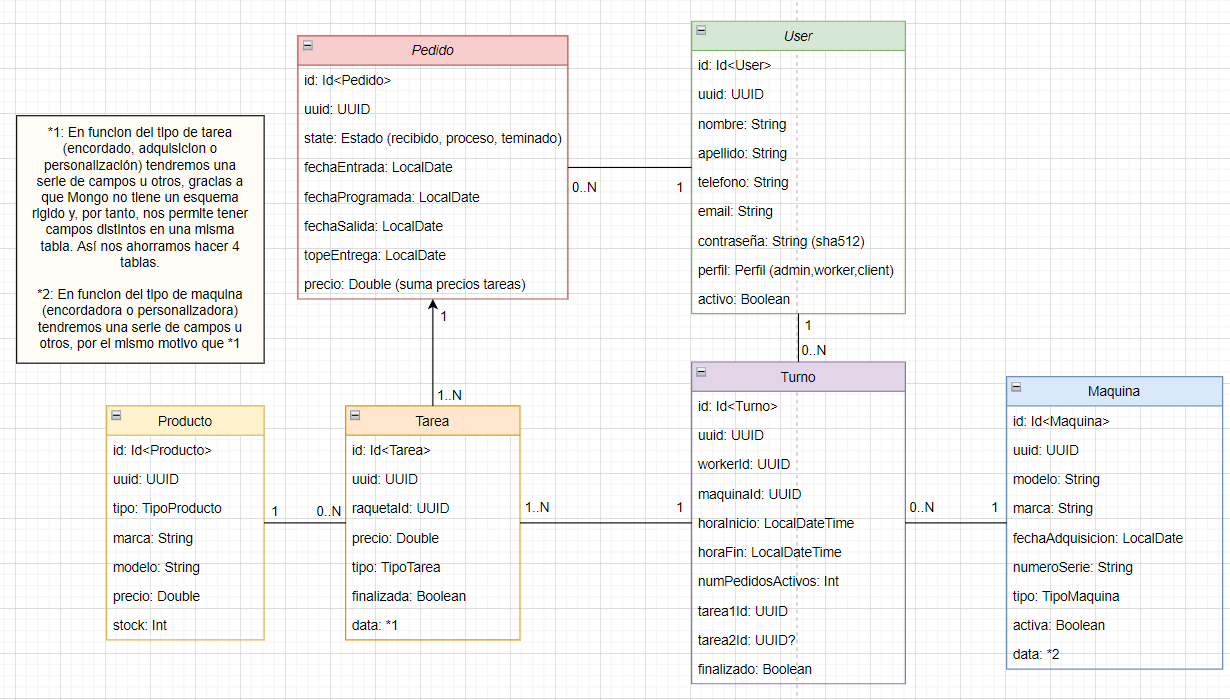 *1: En funcion del tipo de tarea
(encordado, adquisicion o
personalización) tendremos una
serie de campos u otros, gracias a
que Mongo no tiene un esquema
rigido y, por tanto, nos permite tener
campos distintos en una misma
tabla. Así nos ahorramos hacer 4
tablas.
*2: En funcion del tipo de maquina
(encordadora o personalizadora)
tendremos una serie de campos u
otros, por el mismo motivo que *1
Pedido
id: Id<Pedido>
uuid: UUID
state: Estado (recibido, proceso, teminado)
fechaEntrada: LocalDate
fechaProgramada: LocalDate
fechaSalida: LocalDate
topeEntrega: LocalDate
precio: Double (suma precios tareas)
0..N
1
User
id: Id<User>
uuid: UUID
nombre: String
apellido: String
telefono: String
email: String
contraseña: String (sha512)
perfil: Perfil (admin,worker,client)
activo: Boolean
1
0..N
1
1..N
Producto
id: Id<Producto>
uuid: UUID
tipo: TipoProducto
marca: String
modelo: String
precio: Double
stock: Int
1
0..N
Tarea
id: Id<Tarea>
uuid: UUID
raquetaId: UUID
precio: Double
tipo: TipoTarea
finalizada: Boolean
data: *1
1..N
1
Turno
id: Id<Turno>
uuid: UUID
workerId: UUID
maquinaId: UUID
horaInicio: LocalDateTime
horaFin: LocalDateTime
numPedidosActivos: Int
tarea1Id: UUID
tarea2Id: UUID?
finalizado: Boolean
0..N
1
Maquina
id: Id<Maquina>
uuid: UUID
modelo: String
marca: String
fechaAdquisicion: LocalDate
numeroSerie: String
tipo: TipoMaquina
activa: Boolean
data: *2